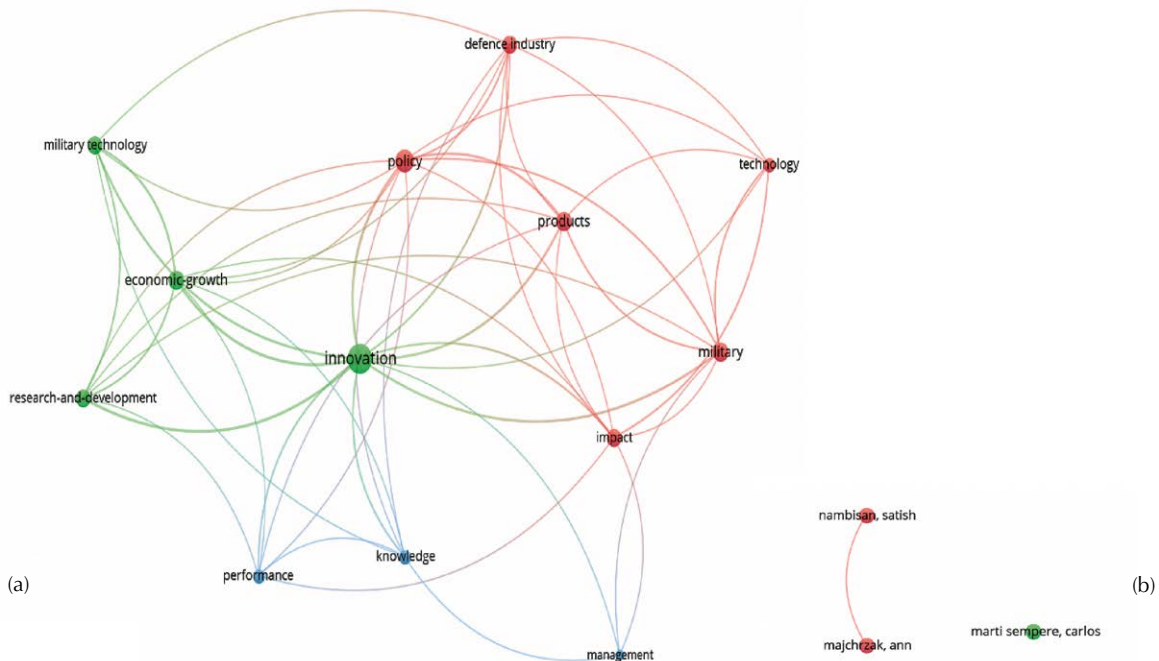 defence industry
military technology
policy
technology
products
economic-growth
military
innovation
research-and-development
impact
nambisan, satish
knowledge
performance
(a)
(b)
marti sempere, carlos
majchrzak, ann
management